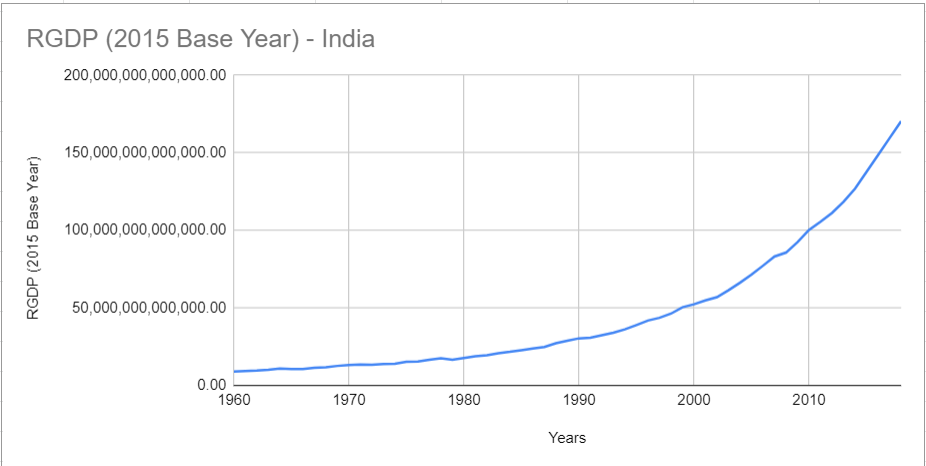 RGDP (2015 Base Year) - India
200,000,000,000,000.00
150,000,000,000,000.00
100,000,000,000,000.00
50,000,000,000,000.00
0.00
RGDP (2015 Base Year)
1960 1970 1980 1990 2000 2010
Years